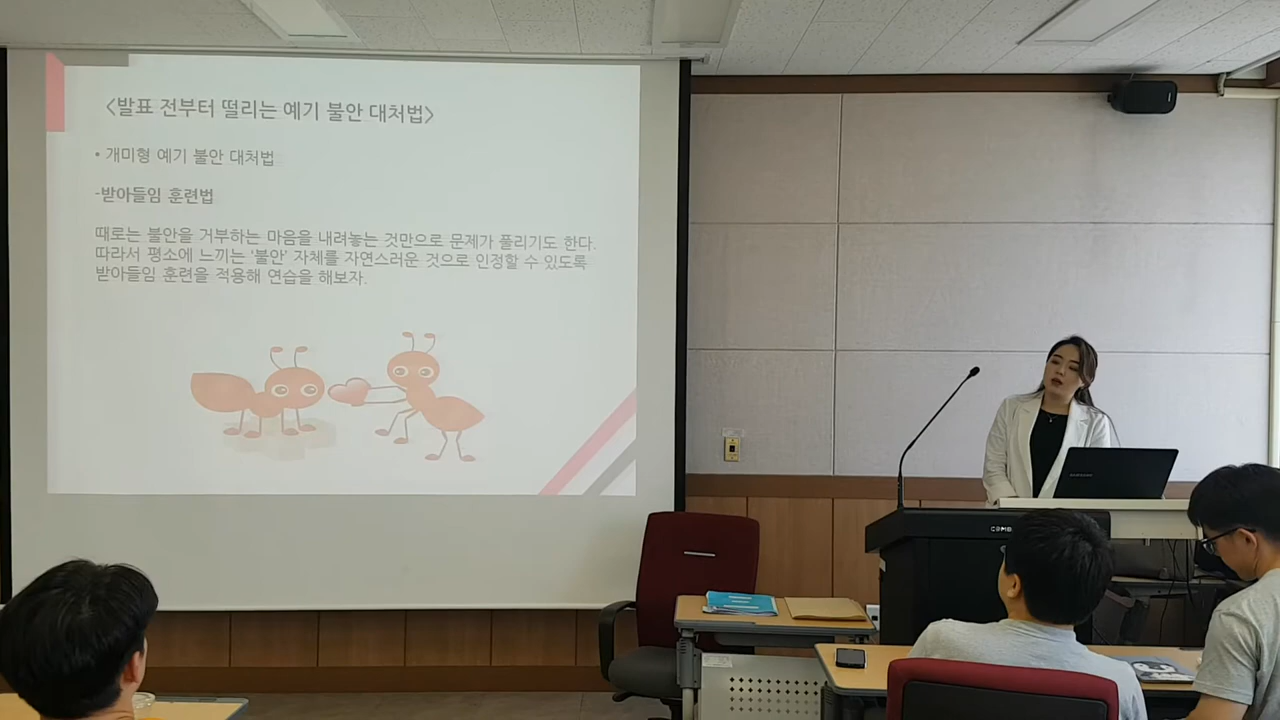 <발표 전부터 떨리는 예기 불안 대처법>
• 개미형 예기 불안 대처법
-받아들임 훈련법
때로는 불안을 거부하는 마음을 내려놓는 것만으로 문제가 풀리기도 한다.
따라서 평소에 느끼는 '불안' 자체를 자연스러운 것으로 인정할 수 있도록
받아들임 훈련을 적용해 연습을 해보자.
SAMSUNG